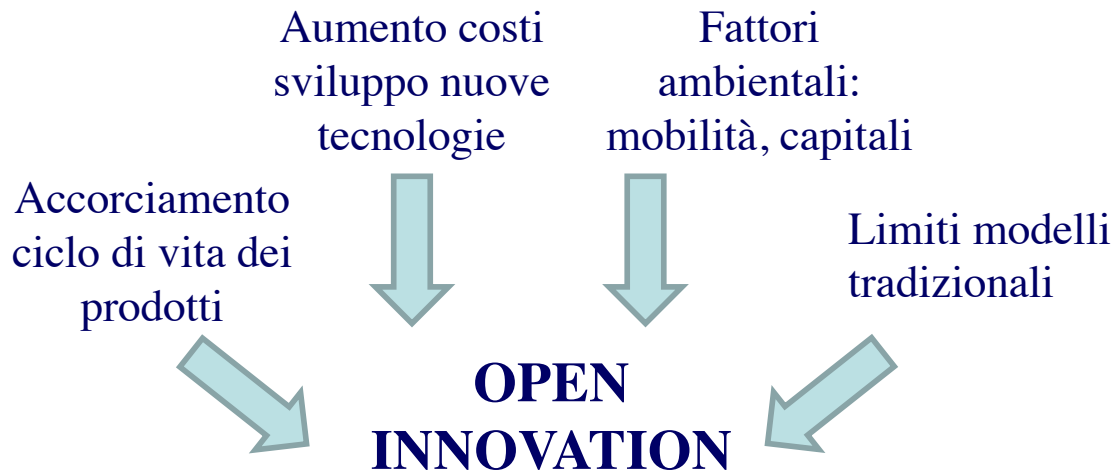 Aumento costi
sviluppo nuove
tecnologie
Fattori
ambientali:
mobilità, capitali
Accorciamento
ciclo di vita dei
prodotti
Limiti modelli
tradizionali
OPEN
INNOVATION